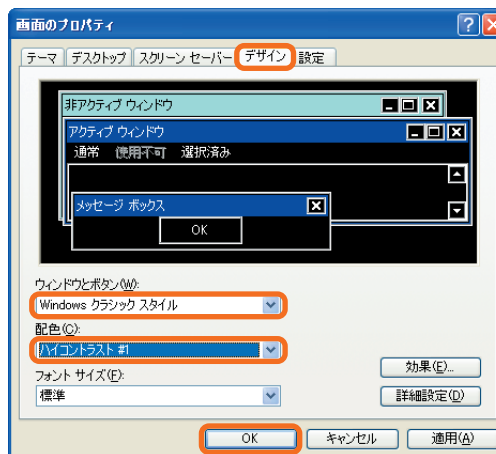 画面のプロパティ
テーマ デスクトップ スクリーン セーバー デザイン 設定
非アクティブ ウィンドウ
アクティブ ウィンドウ
通常 使用不可 選択済み
メッセージ ボックス
OK
ウィンドウとボタン(W):
Windows クラシック スタイル
配色(C):
ハイコントラスト #1
フォント サイズ(F):
標準
効果(E)...
詳細設定(D)
OK キャンセル 適用(A)